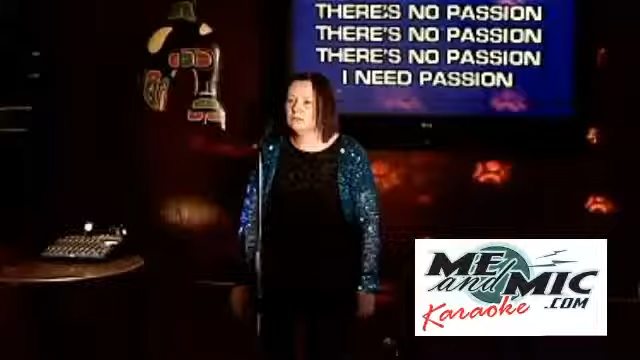 THERE'S NO PASSION
THERE'S NO PASSION
THERE'S NO PASSION
I NEED PASSION
ME
and MIC
.COM
Karaoke